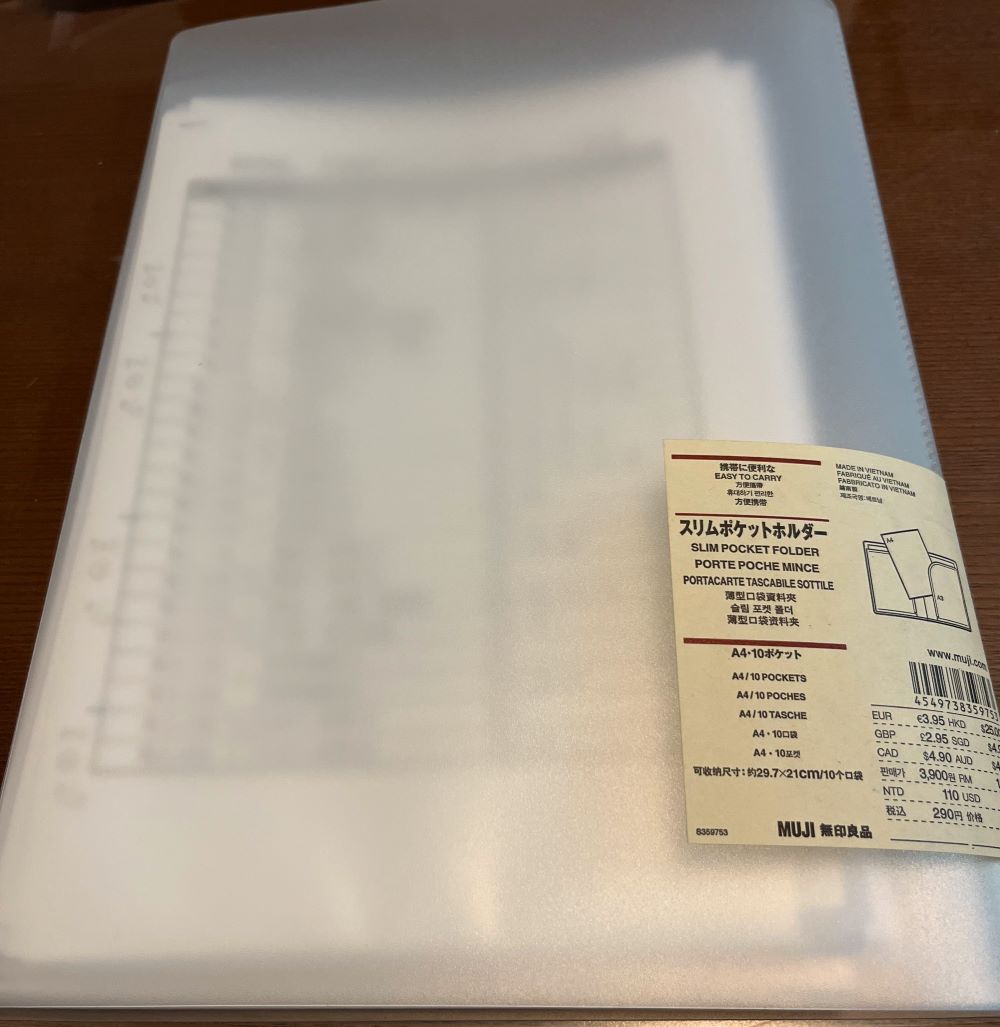 携帯に便利な
EASY TO CARRY
方便攜帶
휴대하기 편리한
方便携带
スリムポケットホルダー
SLIM POCKET FOLDER
PORTE POCHE MINCE
PORTACARTE TASCABILE SOTTILE
薄型口袋資料夾
슬림 포켓 폴더
薄型口袋资料夹
A4・10ポケット
A4/10 POCKETS
A4/10 POCHES
A4/10 TASCHE
A4・10口袋
A4・10포켓
可收纳尺寸:约29.7×21cm/10个口袋
8359753
MUJI 無印良品
MADE IN VIETNAM
FABRIQUÉ AU VIETNAM
FABBRICATO IN VIETNAM
越南製
제조국명:베트남
A4
A3
www.muji.com
454973835975
EUR €3.95 HKD
GBP £2.95 SGD
CAD $4.90 AUD
판매가 3,900원 RM
NTD 110 USD
税込 290円 价格